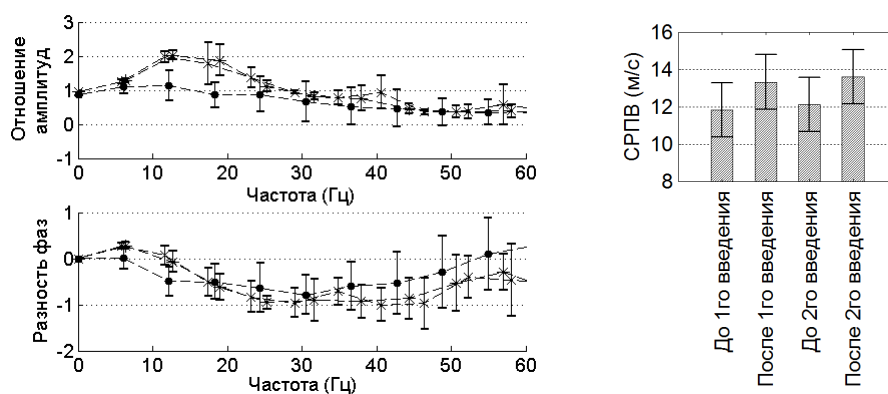 3
2
1
0
-1
Отношение
амплитуд
0 10 20 30 40 50 60
Частота (Гц)
1
0
-1
-2
Разность фаз
0 10 20 30 40 50 60
Частота (Гц)
16
14
12
10
8
СРПВ (м/с)
До 1го введения
После 1го введения
До 2го введения
После 2го введения